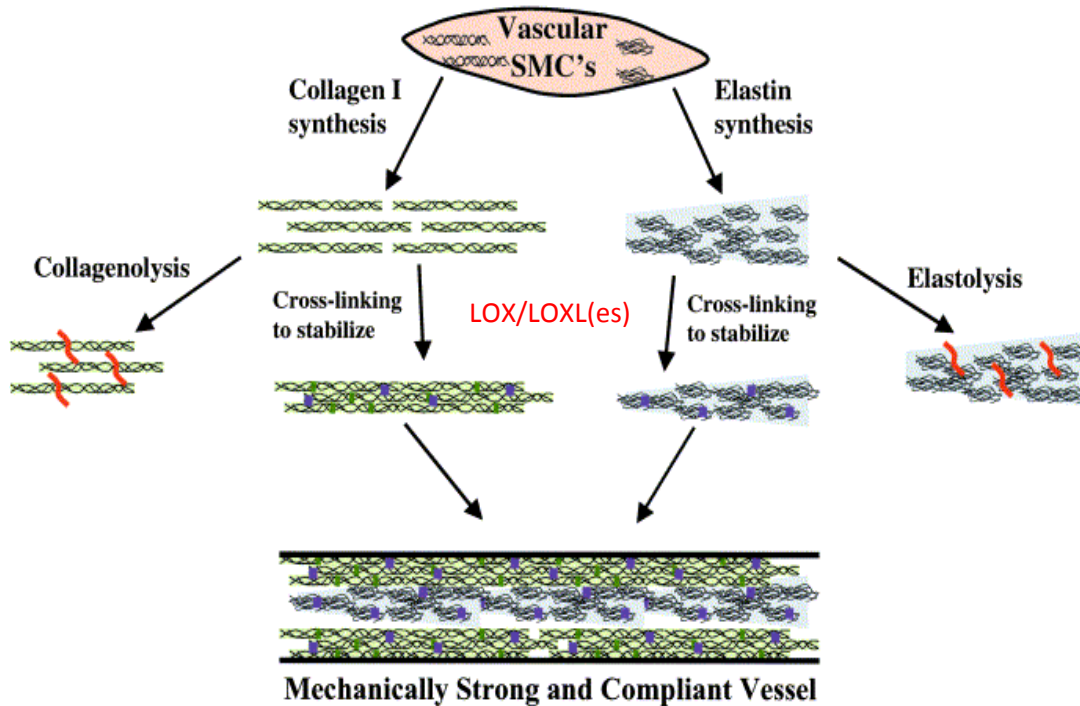 Vascular
SMC's
Collagen I
synthesis
Elastin
synthesis
Collagenolysis
Elastolysis
Cross-linking
to stabilize
LOX/LOXL(es)
Cross-linking
to stabilize
Mechanically Strong and Compliant Vessel